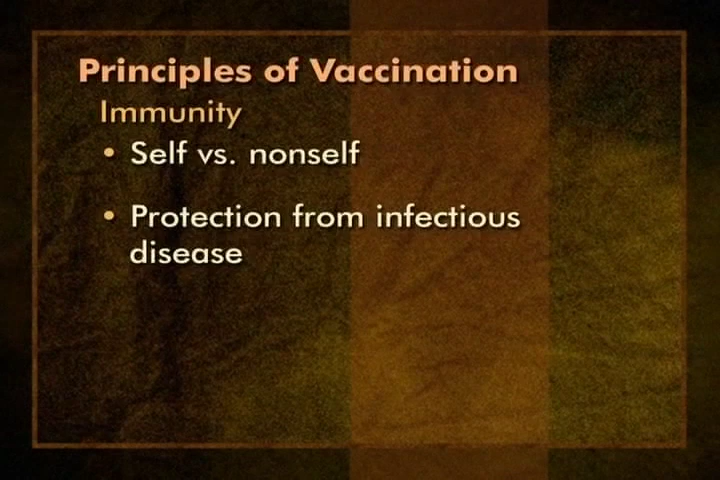 Principles of Vaccination
Immunity
• Self vs. nonself
• Protection from infectious
disease